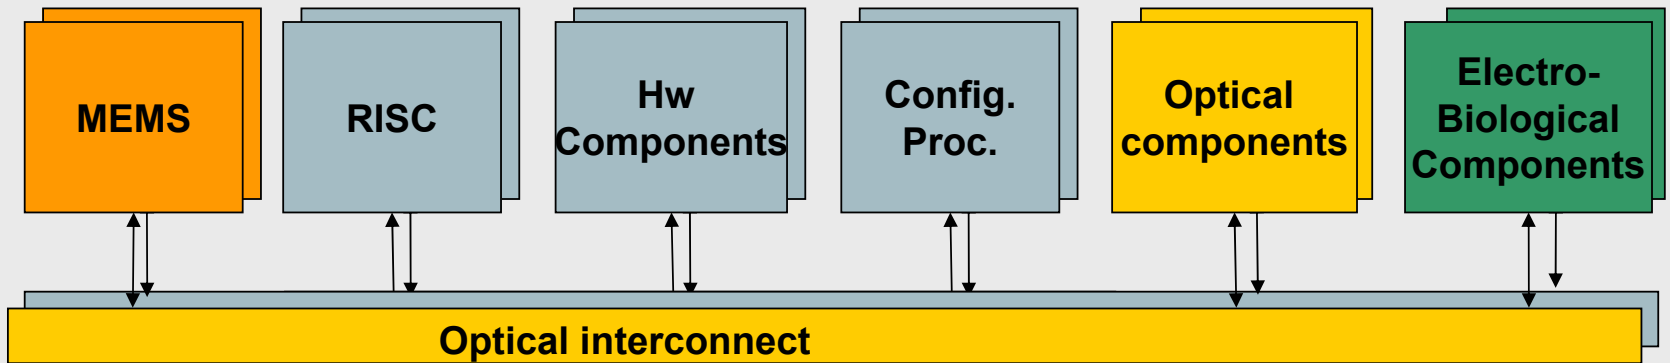 MEMS
RISC
Hw
Components
Config.
Proc.
Optical
components
Electro-
Biological
Components
Optical interconnect